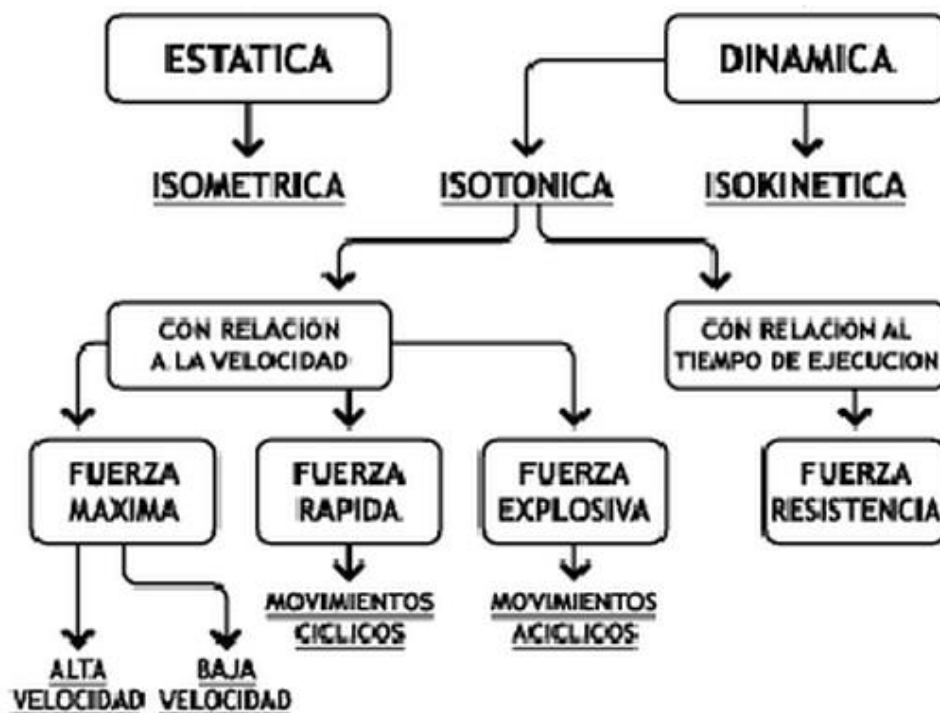 ESTATICA
DINAMICA
ISOMETRICA
ISOTONICA
ISOKINETICA
CON RELACION
A LA VELOCIDAD
CON RELACION AL
TIEMPO DE EJECUCION
FUERZA
MAXIMA
FUERZA
RAPIDA
FUERZA
EXPLOSIVA
FUERZA
RESISTENCIA
MOVIMIENTOS
CICLICOS
MOVIMIENTOS
ACICLICOS
ALTA
VELOCIDAD
BAJA
VELOCIDAD